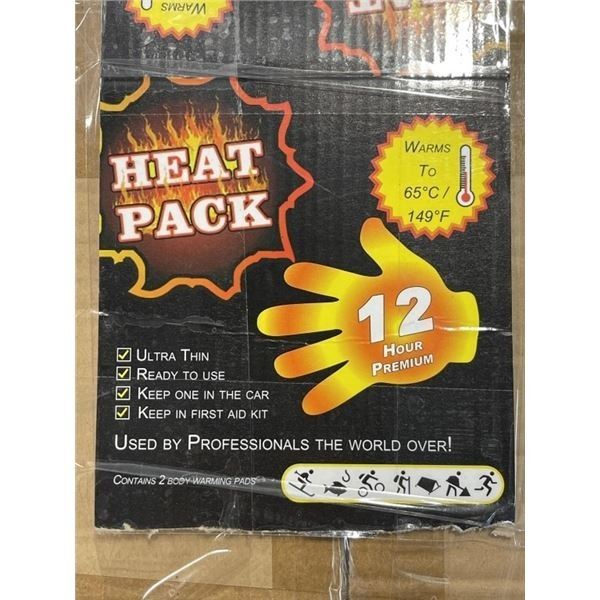 WARMS
HEAT
PACK
WARMS
TO
65°C /
149°F
12
HOUR
PREMIUM
ULTRA THIN
READY TO USE
KEEP ONE IN THE CAR
KEEP IN FIRST AID KIT
USED BY PROFESSIONALS THE WORLD OVER!
CONTAINS 2 BODY WARMING PADS